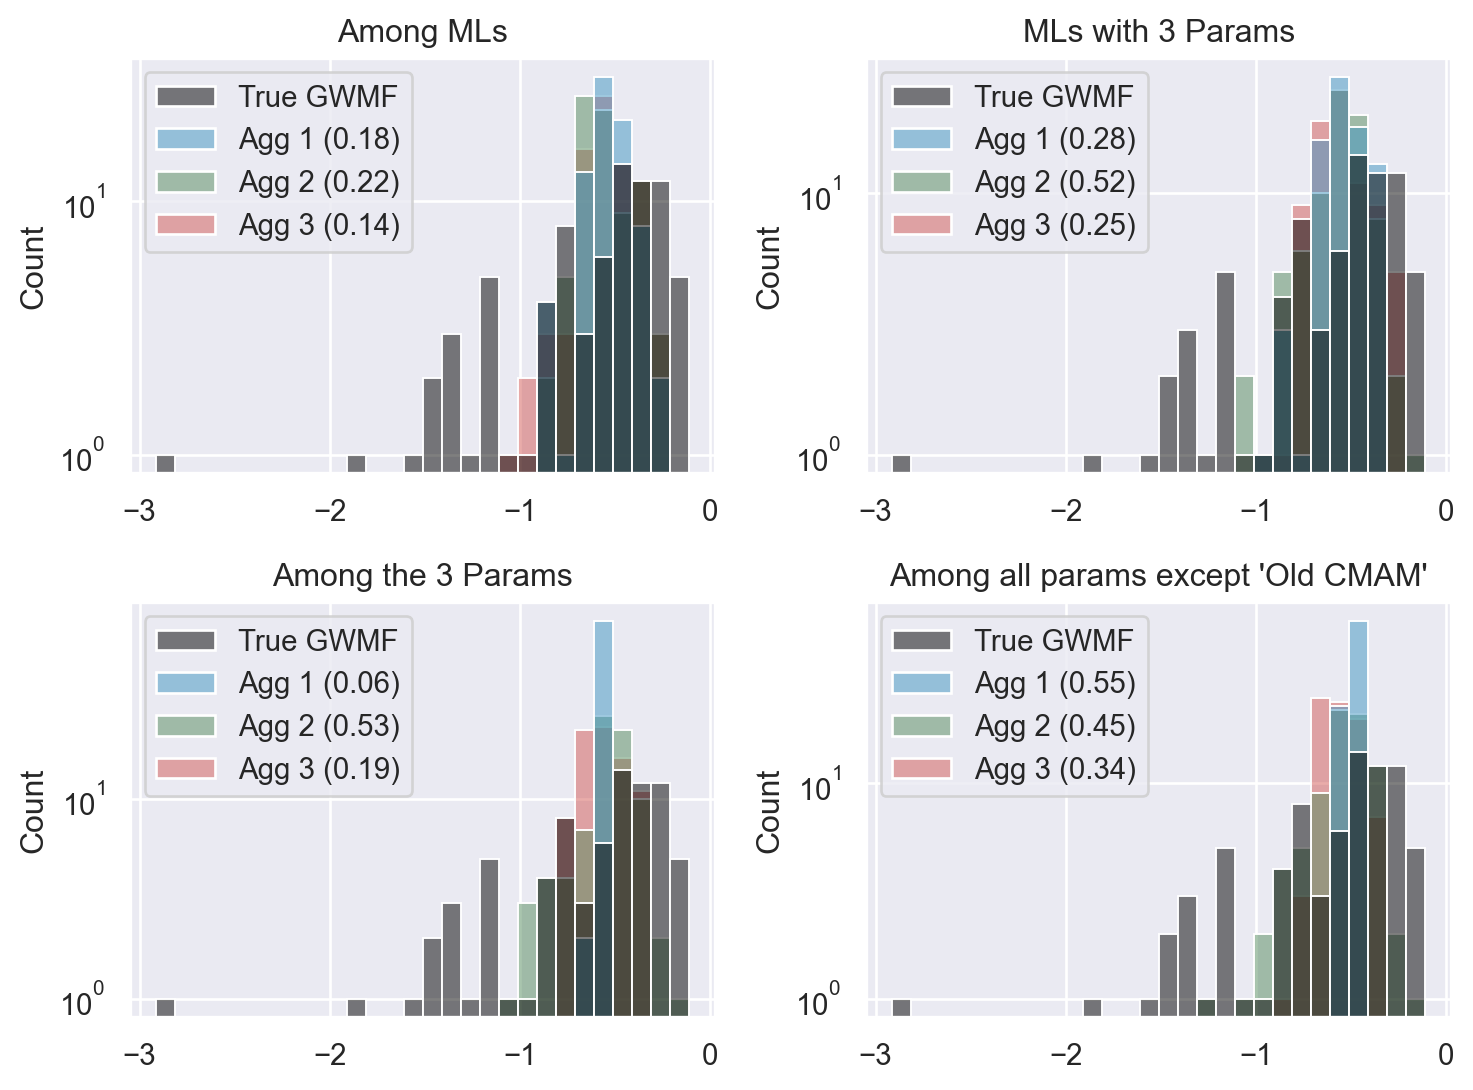 Among MLs
MLs with 3 Params
True GWMF
Agg 1 (0.18)
Agg 2 (0.22)
Agg 3 (0.14)
True GWMF
Agg 1 (0.28)
Agg 2 (0.52)
Agg 3 (0.25)
Count
10^1
10^0
−3
−2
−1
0
Count
10^1
10^0
−3
−2
−1
0
Among the 3 Params
Among all params except 'Old CMAM'
True GWMF
Agg 1 (0.06)
Agg 2 (0.53)
Agg 3 (0.19)
True GWMF
Agg 1 (0.55)
Agg 2 (0.45)
Agg 3 (0.34)
Count
10^1
10^0
−3
−2
−1
0
Count
10^1
10^0
−3
−2
−1
0